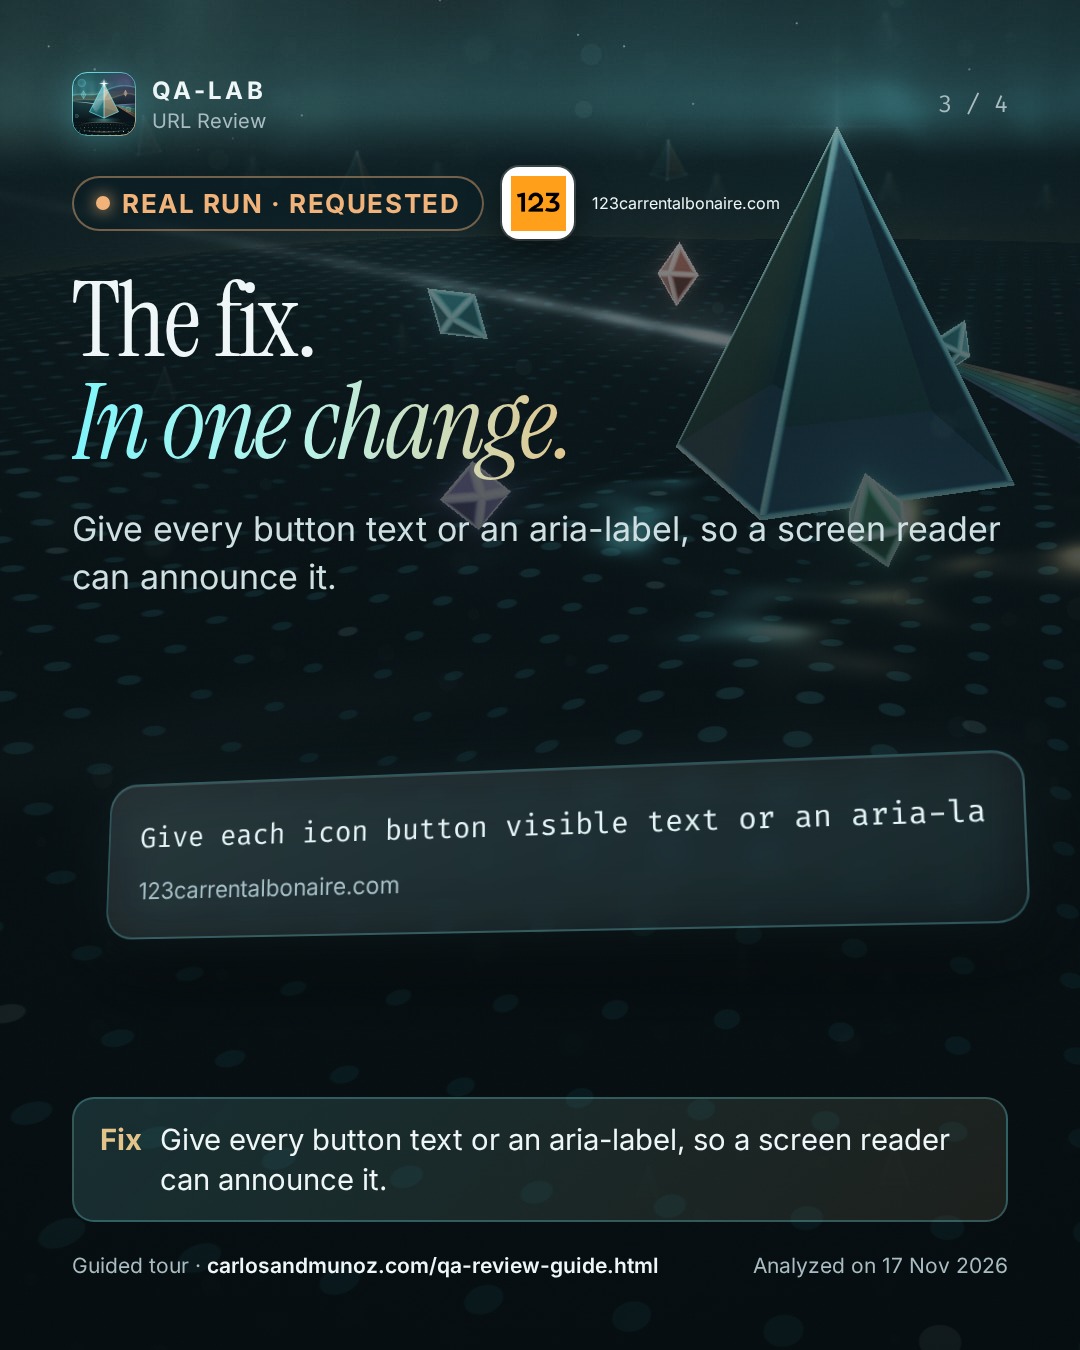 QA-LAB
URL Review
3 / 4
REAL RUN · REQUESTED
123
123carrentalbonaire.com
The fix.
In one change.
Give every button text or an aria-label, so a screen reader
can announce it.
Give each icon button visible text or an aria-la
123carrentalbonaire.com
Fix Give every button text or an aria-label, so a screen reader
can announce it.
Guided tour · carlosandmunoz.com/qa-review-guide.html
Analyzed on 17 Nov 2026